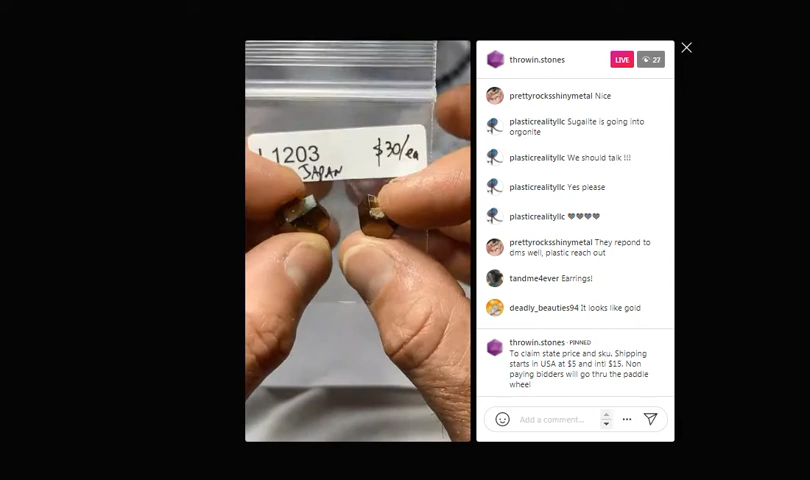 1203 $30/ea
JAPAN
throwin.stones LIVE 27
prettyrocksshinymetal Nice
plasticrealityllc Sugalite is going into
orgonite
plasticrealityllc We should talk !!!
plasticrealityllc Yes please
plasticrealityllc 🖤🖤🖤🖤
prettyrocksshinymetal They repond to
dms well, plastic reach out
tandme4ever Earrings!
deadly_beauties94 It looks like gold
throwin.stones · PINNED
To claim state price and sku. Shipping
starts in USA at $5 and intl $15. Non
paying bidders will go thru the paddle
wheel
Add a comment...